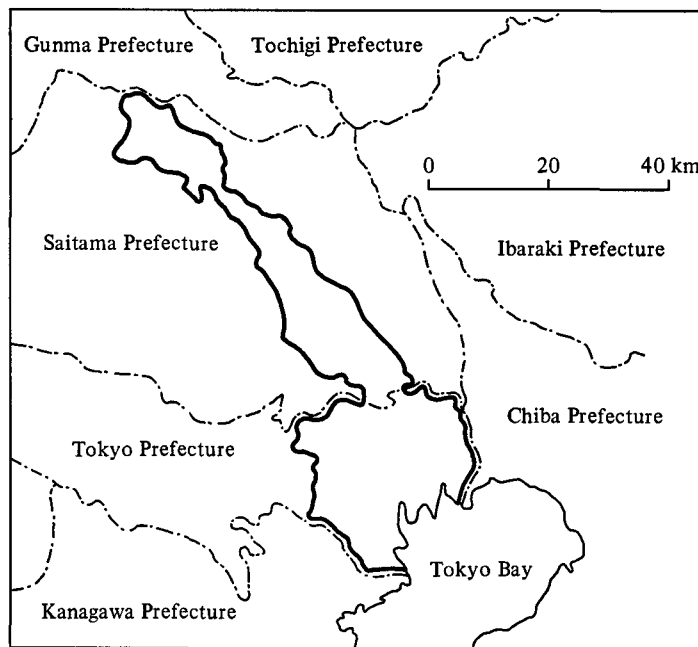 Gunma Prefecture
Tochigi Prefecture
0 20 40 km
Saitama Prefecture
Ibaraki Prefecture
Chiba Prefecture
Tokyo Prefecture
Tokyo Bay
Kanagawa Prefecture